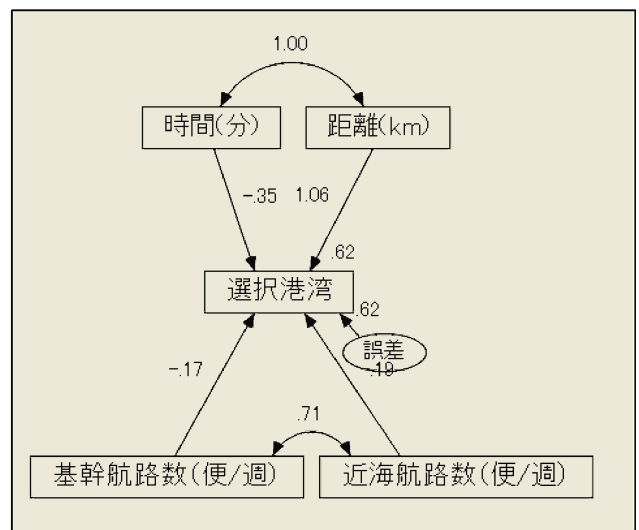 1.00
時間(分)
距離(km)
-.35
1.06
.62
選択港湾
.62
誤差
-.17
-.19
.71
基幹航路数(便/週)
近海航路数(便/週)